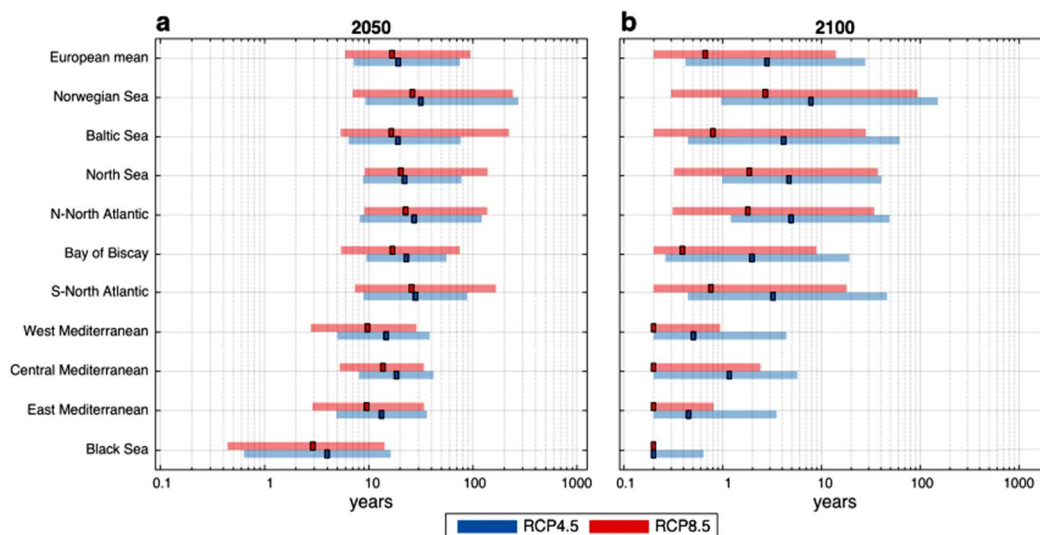 a
2050
b
2100
European mean
Norwegian Sea
Baltic Sea
North Sea
N-North Atlantic
Bay of Biscay
S-North Atlantic
West Mediterranean
Central Mediterranean
East Mediterranean
Black Sea
0.1 1 10 100 1000
0.1 1 10 100 1000
years
years
RCP4.5 RCP8.5